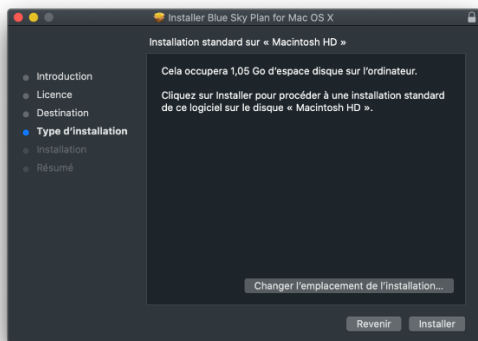 Installer Blue Sky Plan for Mac OS X
Installation standard sur « Macintosh HD »
Introduction
Licence
Destination
Type d'installation
Installation
Résumé
Cela occupera 1,05 Go d'espace disque sur l'ordinateur.
Cliquez sur Installer pour procéder à une installation standard
de ce logiciel sur le disque « Macintosh HD ».
Changer l'emplacement de l'installation...
Revenir
Installer